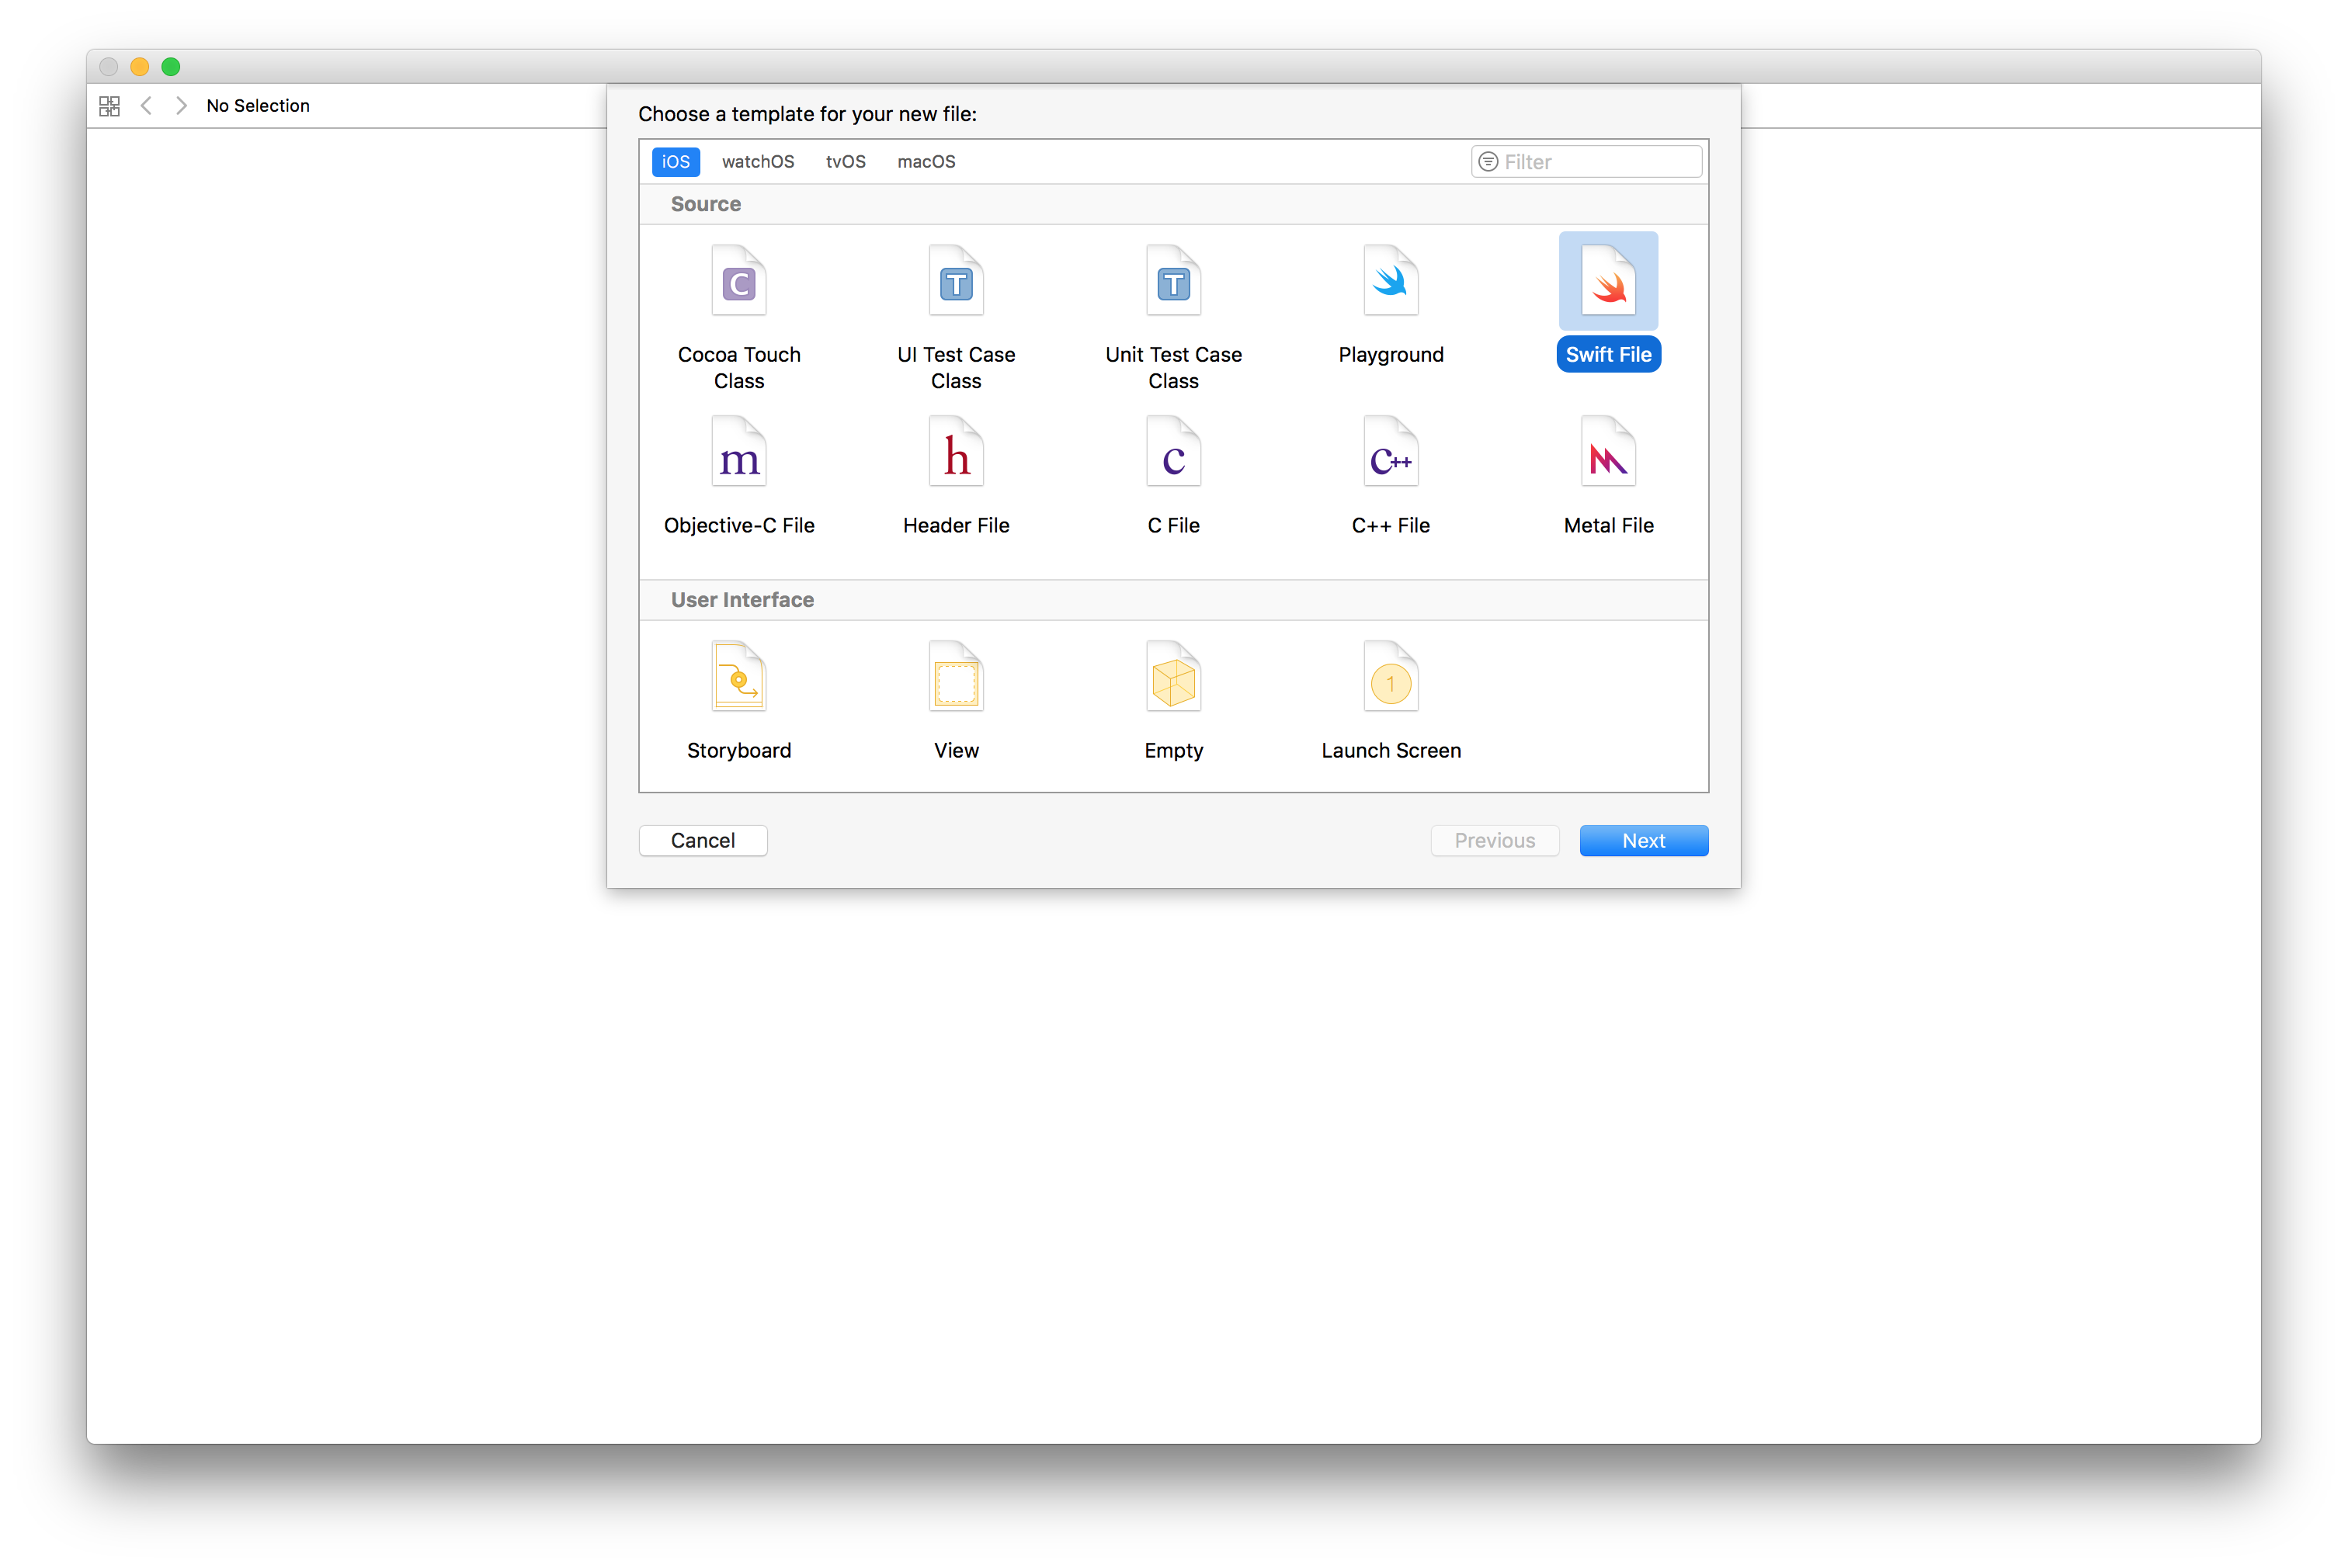 No Selection
Choose a template for your new file:
iOS watchOS tvOS macOS Filter
Source
C T T
Cocoa Touch Class
UI Test Case Class
Unit Test Case Class
Playground
Swift File
m h c C++
Objective-C File
Header File
C File
C++ File
Metal File
User Interface
1
Storyboard
View
Empty
Launch Screen
Cancel Previous Next